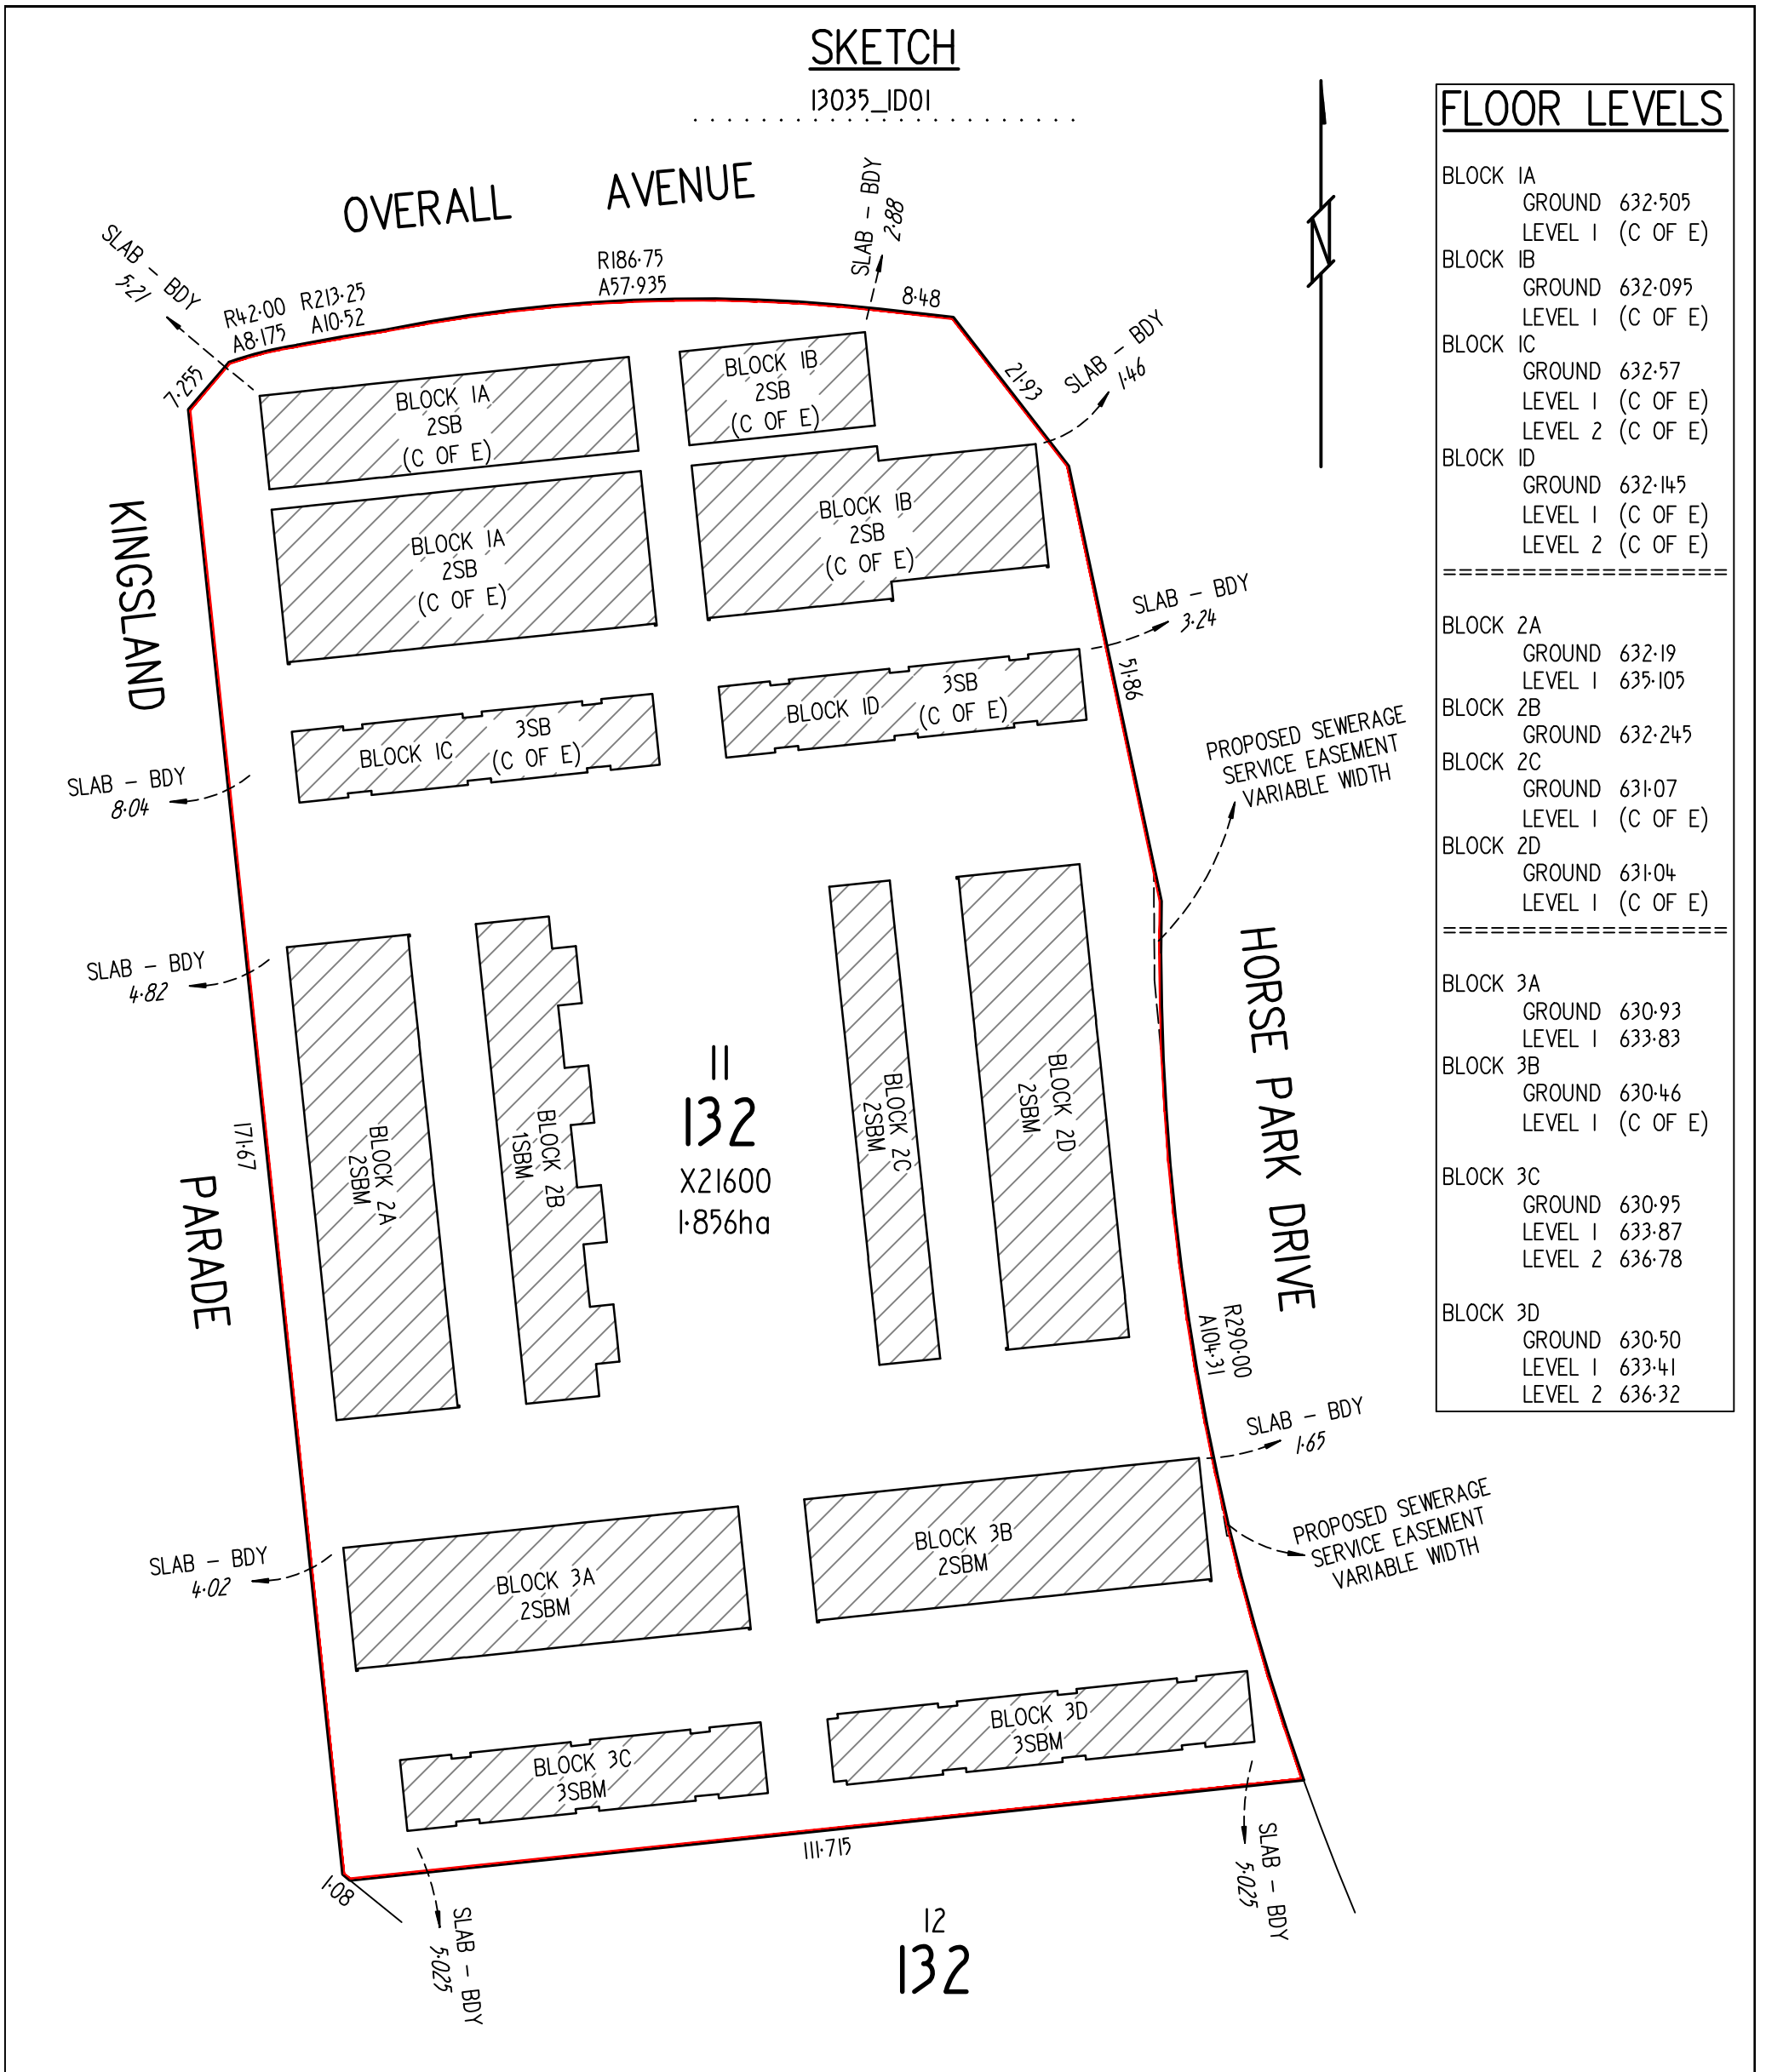 SKETCH
13035_ID01
OVERALL AVENUE
SLAB - BDY
5·21
R42·00
A8·175
R213·25
A10·52
R186·75
A57·935
SLAB - BDY
2·88
8·48
21·93
SLAB - BDY
1·46
7·255
BLOCK 1A
2SB
(C OF E)
BLOCK 1B
2SB
(C OF E)
BLOCK 1A
2SB
(C OF E)
BLOCK 1B
2SB
(C OF E)
KINGSLAND
PARADE
SLAB - BDY
3·24
51·86
BLOCK 1C
3SB
(C OF E)
BLOCK 1D
3SB
(C OF E)
SLAB - BDY
8·04
PROPOSED SEWERAGE
SERVICE EASEMENT
VARIABLE WIDTH
SLAB - BDY
4·82
171·67
BLOCK 2A
2SBM
BLOCK 2B
1SBM
11
132
X21600
1·856ha
BLOCK 2C
2SBM
BLOCK 2D
2SBM
HORSE PARK DRIVE
R290·00
A104·31
SLAB - BDY
1·65
SLAB - BDY
4·02
BLOCK 3A
2SBM
BLOCK 3B
2SBM
PROPOSED SEWERAGE
SERVICE EASEMENT
VARIABLE WIDTH
BLOCK 3C
3SBM
BLOCK 3D
3SBM
111·715
1·08
SLAB - BDY
5·025
SLAB - BDY
5·025
12
132
FLOOR LEVELS
BLOCK 1A
GROUND 632·505
LEVEL 1 (C OF E)
BLOCK 1B
GROUND 632·095
LEVEL 1 (C OF E)
BLOCK 1C
GROUND 632·57
LEVEL 1 (C OF E)
LEVEL 2 (C OF E)
BLOCK 1D
GROUND 632·145
LEVEL 1 (C OF E)
LEVEL 2 (C OF E)
==================
BLOCK 2A
GROUND 632·19
LEVEL 1 635·105
BLOCK 2B
GROUND 632·245
BLOCK 2C
GROUND 631·07
LEVEL 1 (C OF E)
BLOCK 2D
GROUND 631·04
LEVEL 1 (C OF E)
==================
BLOCK 3A
GROUND 630·93
LEVEL 1 633·83
BLOCK 3B
GROUND 630·46
LEVEL 1 (C OF E)
BLOCK 3C
GROUND 630·95
LEVEL 1 633·87
LEVEL 2 636·78
BLOCK 3D
GROUND 630·50
LEVEL 1 633·41
LEVEL 2 636·32